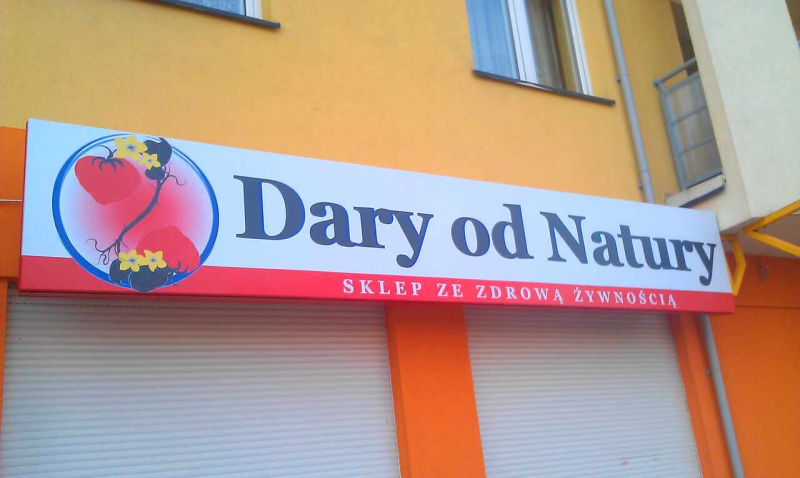 Dary od Natury
SKLEP ZE ZDROWĄ ŻYWNOŚCIĄ